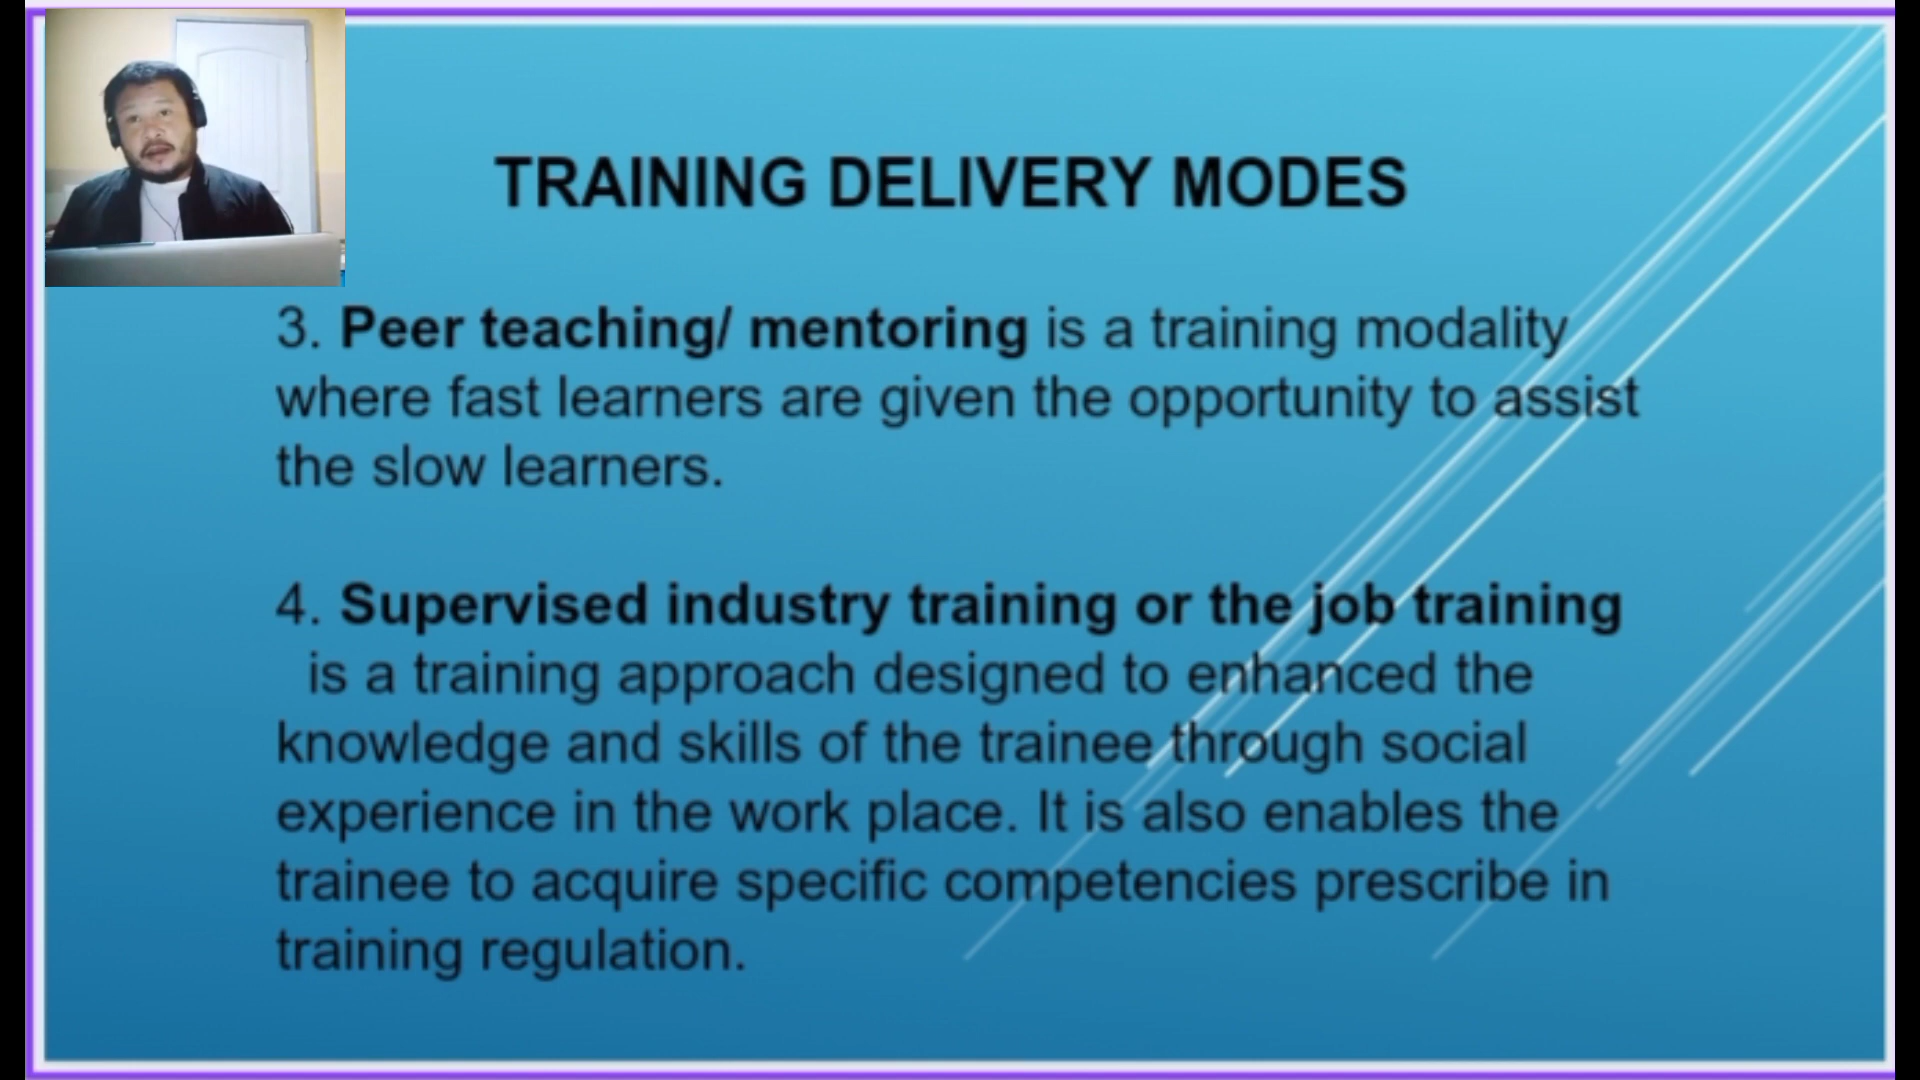 TRAINING DELIVERY MODES
3. Peer teaching/ mentoring is a training modality
where fast learners are given the opportunity to assist
the slow learners.
4. Supervised industry training or the job training
is a training approach designed to enhanced the
knowledge and skills of the trainee through social
experience in the work place. It is also enables the
trainee to acquire specific competencies prescribe in
training regulation.